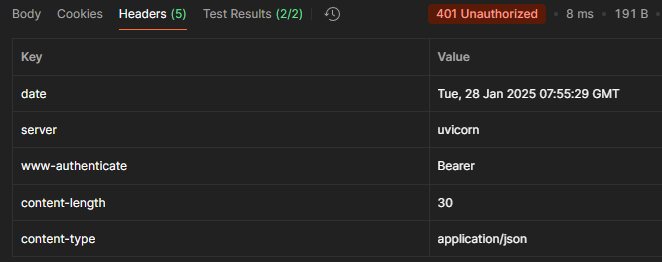 Body Cookies Headers (5) Test Results (2/2) 401 Unauthorized • 8 ms • 191 B •
Key Value
date Tue, 28 Jan 2025 07:55:29 GMT
server uvicorn
www-authenticate Bearer
content-length 30
content-type application/json